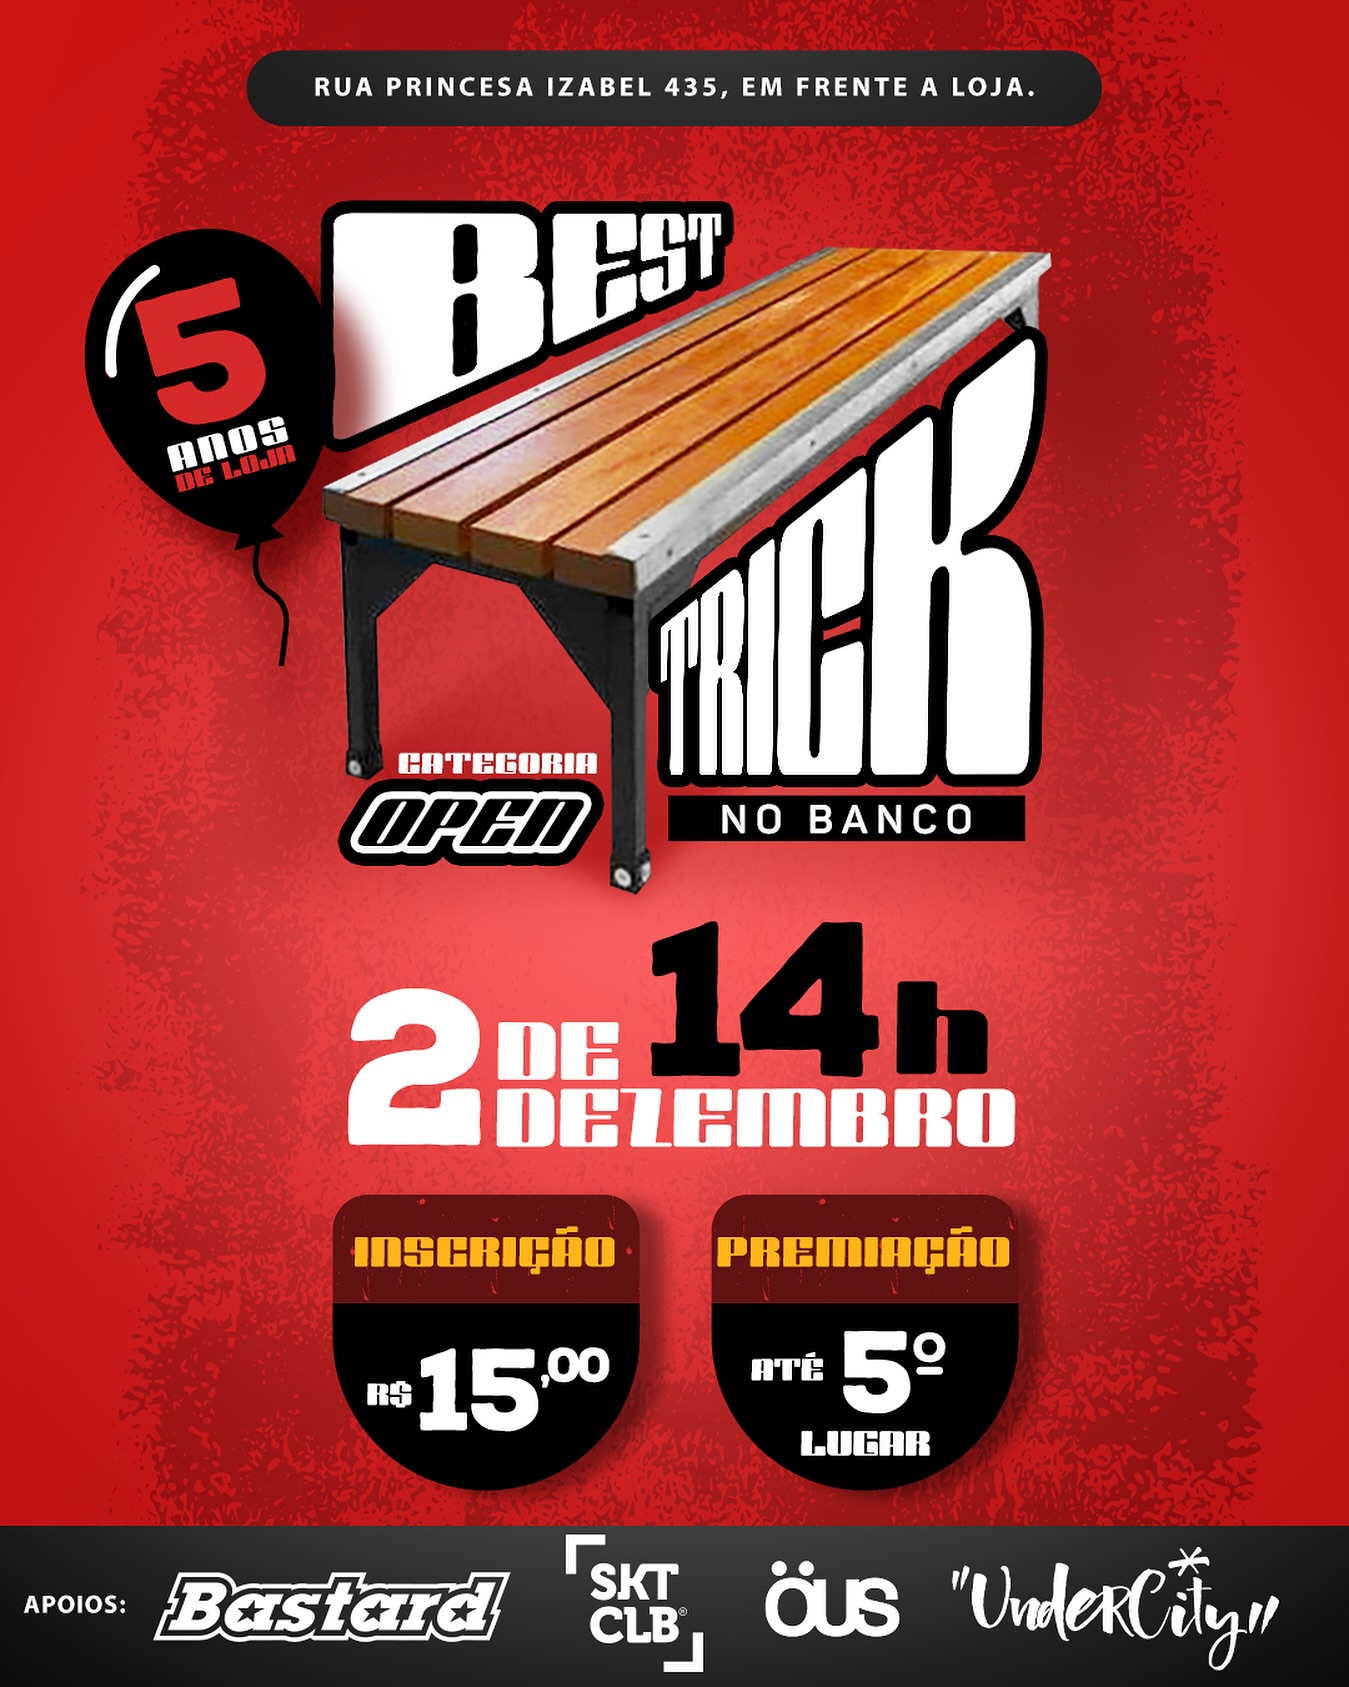 RUA PRINCESA IZABEL 435, EM FRENTE A LOJA.
5
ANOS
DE LOJA
BEST
TRICK
NO BANCO
CATEGORIA
OPEN
2 DE
DEZEMBRO
14h
INSCRIÇÃO
R$ 15,00
PREMIAÇÃO
ATÉ 5º
LUGAR
APOIOS:
Bastard
SKT
CLB®
ÖUS
"UnderCity"